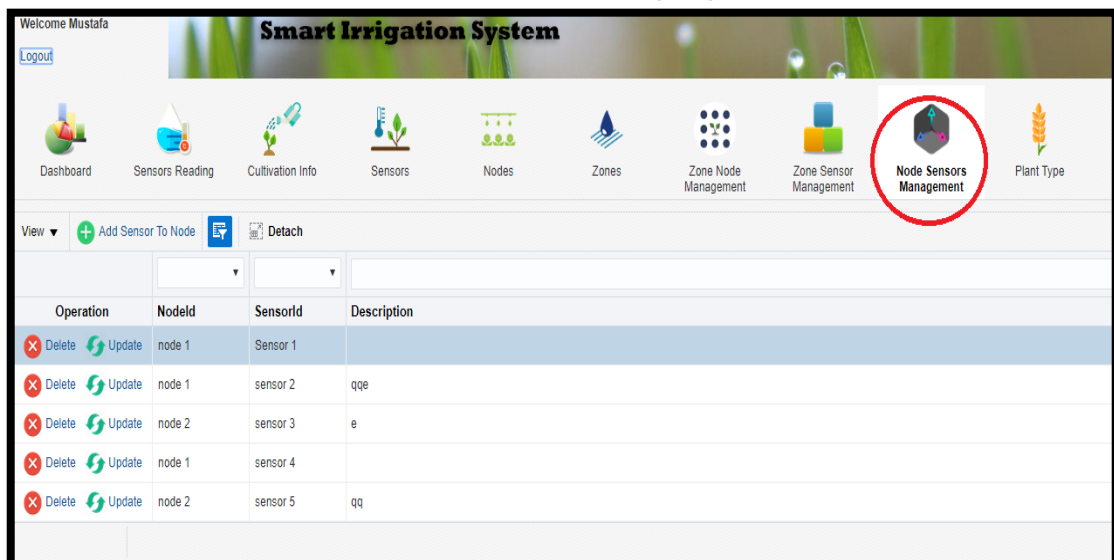 Welcome Mustafa
Smart Irrigation System
Logout
Dashboard Sensors Reading Cultivation Info Sensors Nodes Zones Zone Node Management Zone Sensor Management Node Sensors Management Plant Type
View Add Sensor To Node Detach
Operation NodeId SensorId Description
Delete Update node 1 Sensor 1
Delete Update node 1 sensor 2 qqe
Delete Update node 2 sensor 3 e
Delete Update node 1 sensor 4
Delete Update node 2 sensor 5 qq